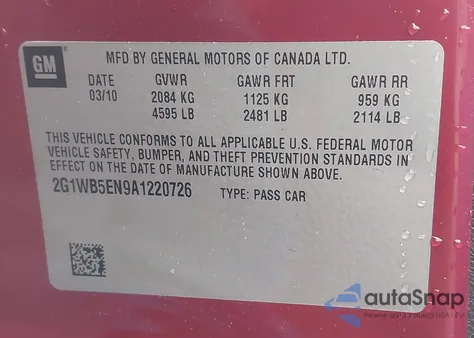 GM
MFD BY GENERAL MOTORS OF CANADA LTD.
DATE GVWR GAWR FRT GAWR RR
03/10 2084 KG 1125 KG 959 KG
4595 LB 2481 LB 2114 LB
THIS VEHICLE CONFORMS TO ALL APPLICABLE U.S. FEDERAL MOTOR
VEHICLE SAFETY, BUMPER, AND THEFT PREVENTION STANDARDS IN
EFFECT ON THE DATE OF MANUFACTURE SHOWN ABOVE.
2G1WB5EN9A1220726 TYPE: PASS CAR
autoSnap